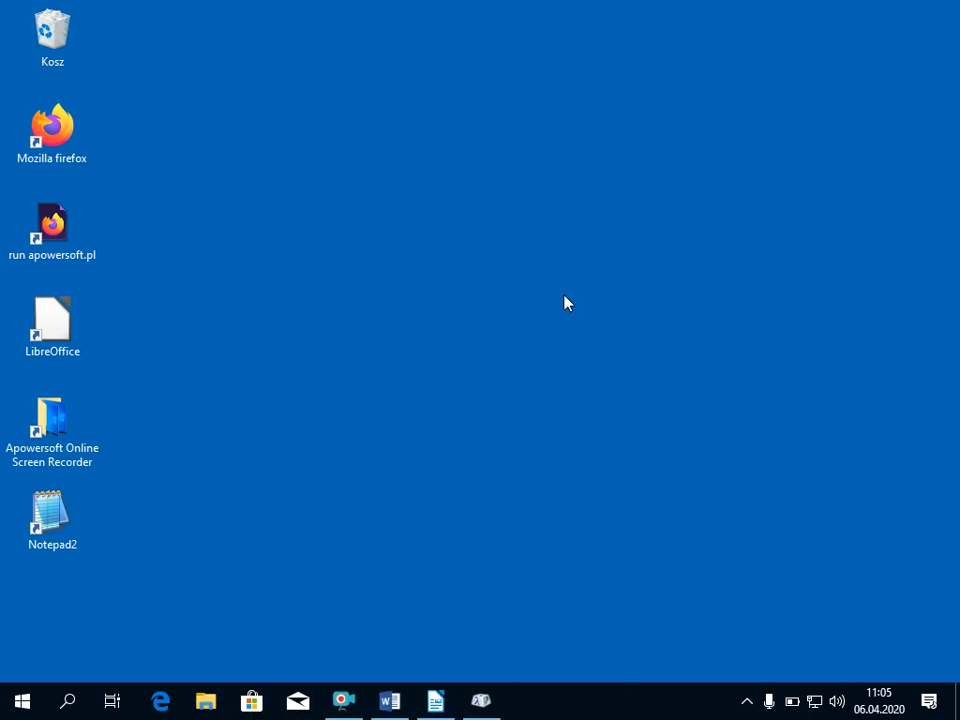 Kosz
Mozilla firefox
run apowersoft.pl
LibreOffice
Apowersoft Online
Screen Recorder
Notepad2
11:05
06.04.2020